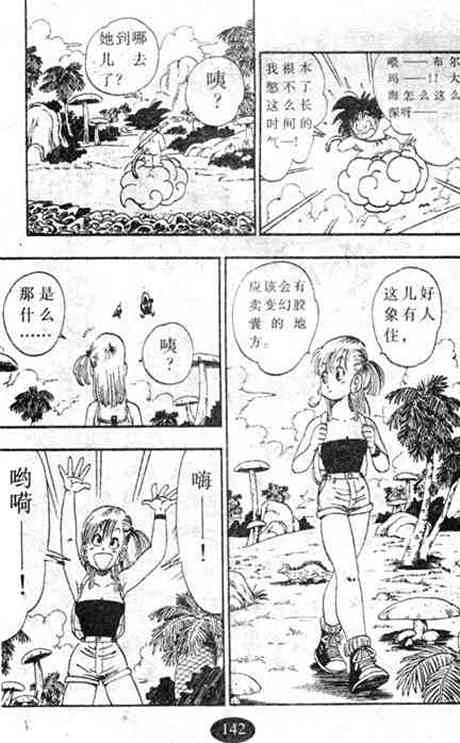 喂——布尔
玛——!!大
海怎么这么
深呀——
我根本
憋不了
这么长
时间的
气—!
咦
?
她到哪
儿去
了?
这儿好
象有人
住,
应该会有
卖变幻胶
囊的地
方。
咦
?
那是
什么
……
嗨——!
哟嗬——!
142